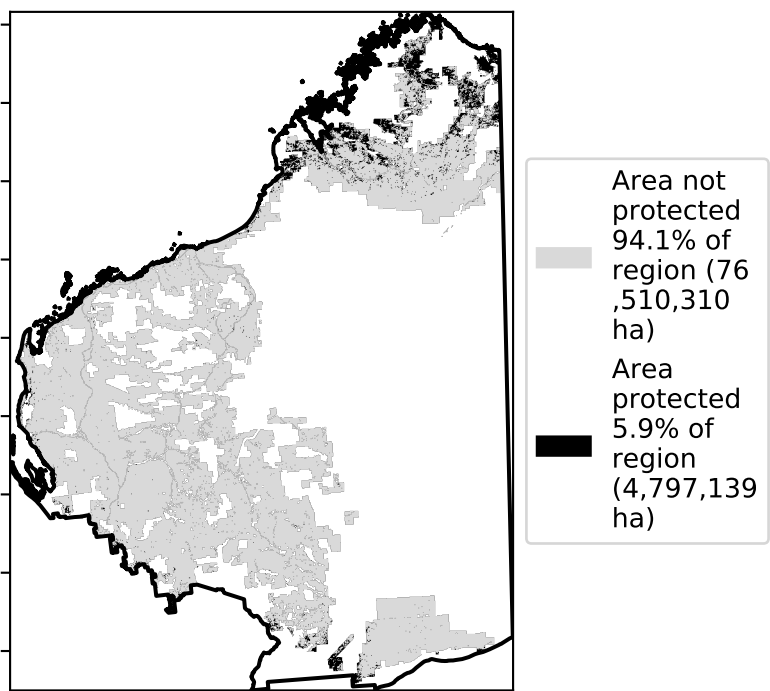 Area not
protected
94.1% of
region (76
,510,310
ha)
Area
protected
5.9% of
region
(4,797,139
ha)